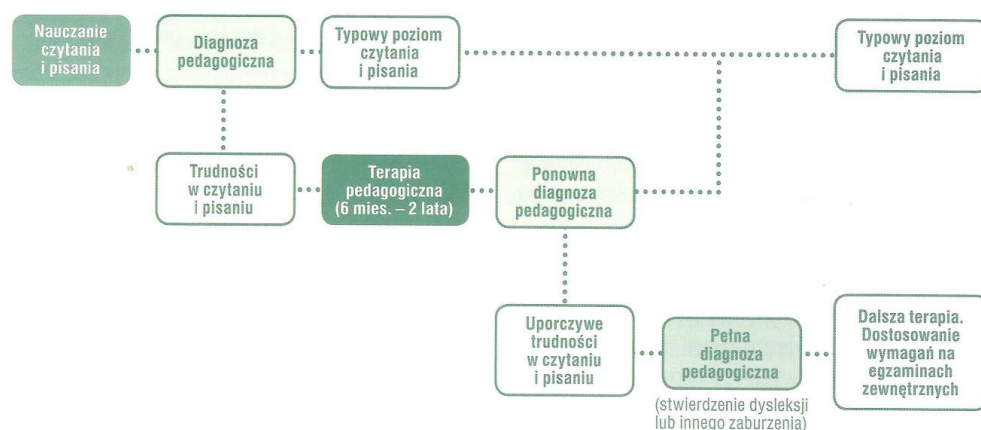 Nauczanie
czytania
i pisania
Diagnoza
pedagogiczna
Typowy poziom
czytania
i pisania
Typowy poziom
czytania
i pisania
Trudności
w czytaniu
i pisaniu
Terapia
pedagogiczna
(6 mies. – 2 lata)
Ponowna
diagnoza
pedagogiczna
Uporczywe
trudności
w czytaniu
i pisaniu
Pełna
diagnoza
pedagogiczna
(stwierdzenie dysleksji
lub innego zaburzenia)
Dalsza terapia.
Dostosowanie
wymagań na
egzaminach
zewnętrznych